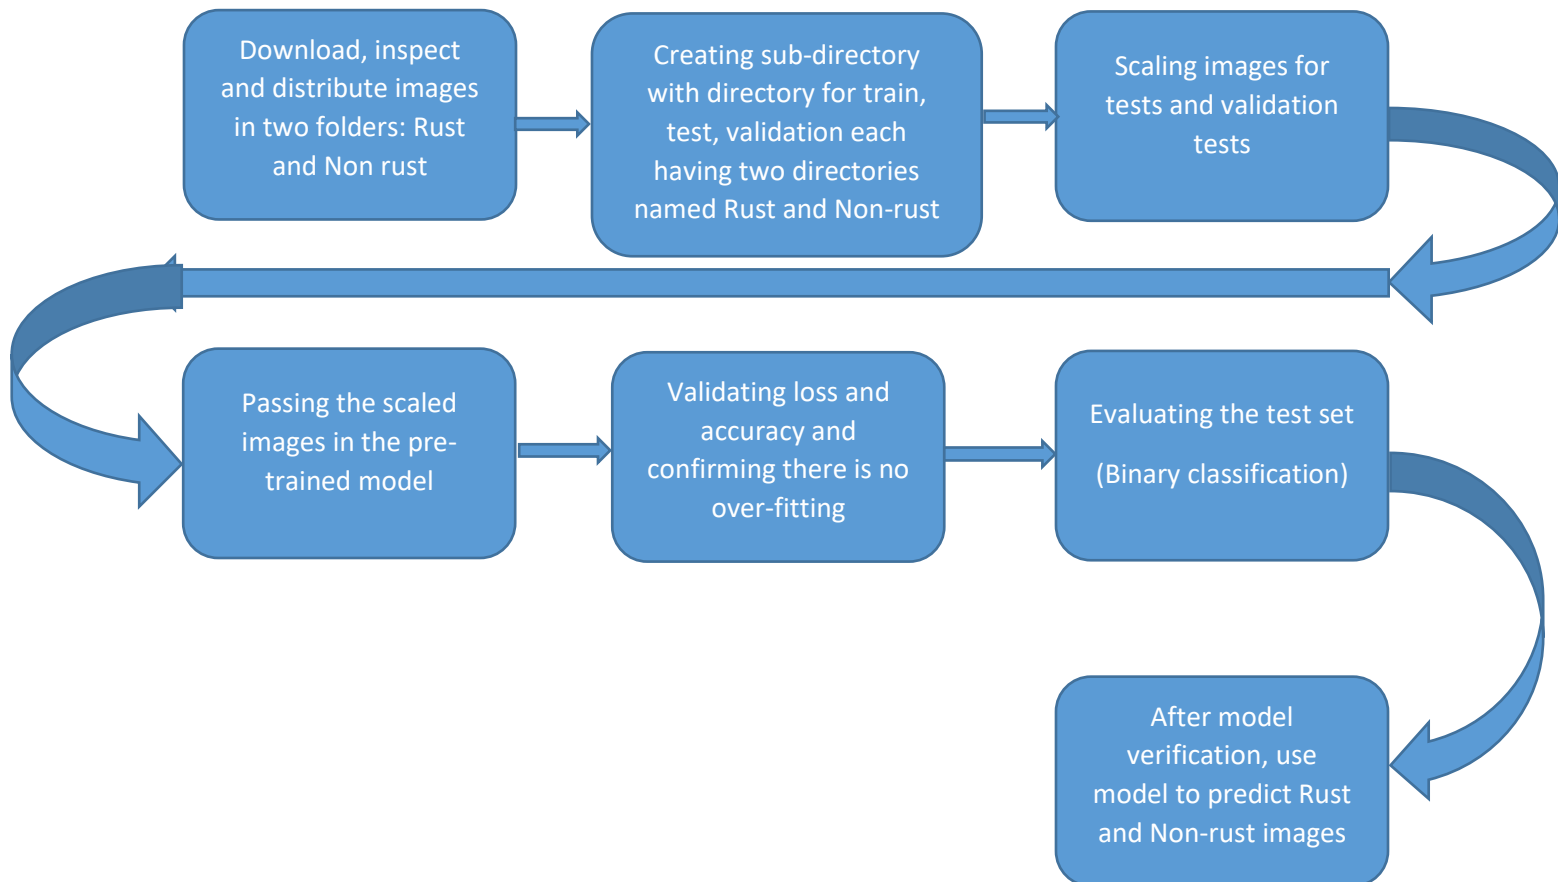 Download, inspect
and distribute images
in two folders: Rust
and Non rust
Creating sub-directory
with directory for train,
test, validation each
having two directories
named Rust and Non-rust
Scaling images for
tests and validation
tests
Passing the scaled
images in the pre-
trained model
Validating loss and
accuracy and
confirming there is no
over-fitting
Evaluating the test set
(Binary classification)
After model
verification, use
model to predict Rust
and Non-rust images